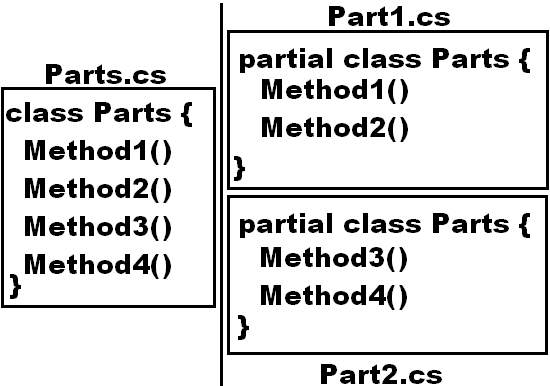 Parts.cs
class Parts {
Method1()
Method2()
Method3()
Method4()
}
Part1.cs
partial class Parts {
Method1()
Method2()
}
partial class Parts {
Method3()
Method4()
}
Part2.cs